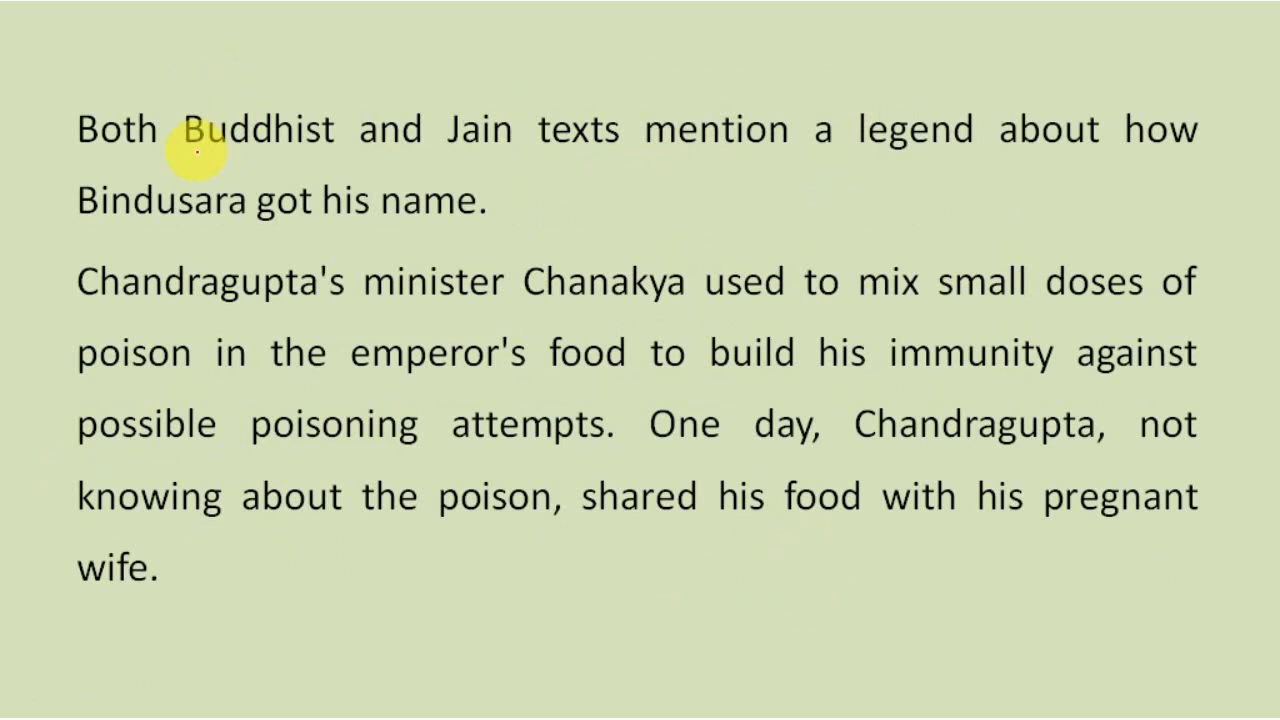 Both Buddhist and Jain texts mention a legend about how
Bindusara got his name.
Chandragupta's minister Chanakya used to mix small doses of
poison in the emperor's food to build his immunity against
possible poisoning attempts. One day, Chandragupta, not
knowing about the poison, shared his food with his pregnant
wife.